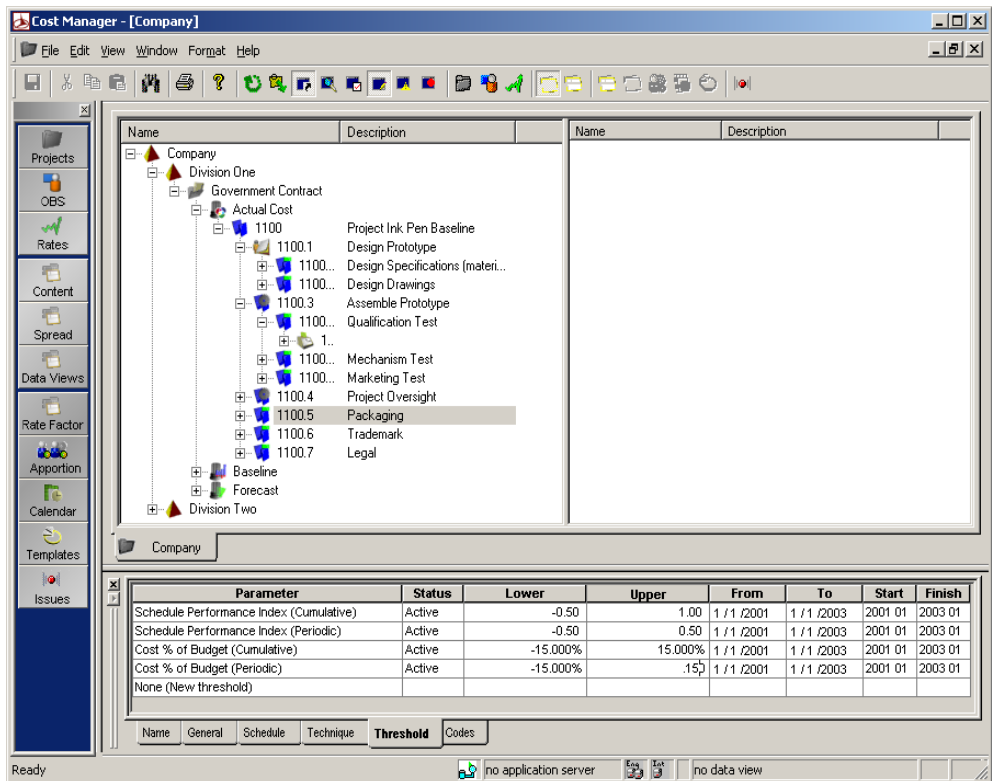 Cost Manager - [Company]
File Edit View Window Format Help
Projects
OBS
Rates
Content
Spread
Data Views
Rate Factor
Apportion
Calendar
Templates
Issues
Name Description
Company
Division One
Government Contract
Actual Cost
1100 Project Ink Pen Baseline
1100.1 Design Prototype
1100... Design Specifications (materi...
1100... Design Drawings
1100.3 Assemble Prototype
1100... Qualification Test
1..
1100... Mechanism Test
1100... Marketing Test
1100.4 Project Oversight
1100.5 Packaging
1100.6 Trademark
1100.7 Legal
Baseline
Forecast
Division Two
Name Description
Company
Parameter Status Lower Upper From To Start Finish
Schedule Performance Index (Cumulative) Active -0.50 1.00 1 / 1 /2001 1 / 1 /2003 2001 01 2003 01
Schedule Performance Index (Periodic) Active -0.50 0.50 1 / 1 /2001 1 / 1 /2003 2001 01 2003 01
Cost % of Budget (Cumulative) Active -15.000% 15.000% 1 / 1 /2001 1 / 1 /2003 2001 01 2003 01
Cost % of Budget (Periodic) Active -15.000% .15 1 / 1 /2001 1 / 1 /2003 2001 01 2003 01
None (New threshold)
Name General Schedule Technique Threshold Codes
Ready no application server Eng Int no data view